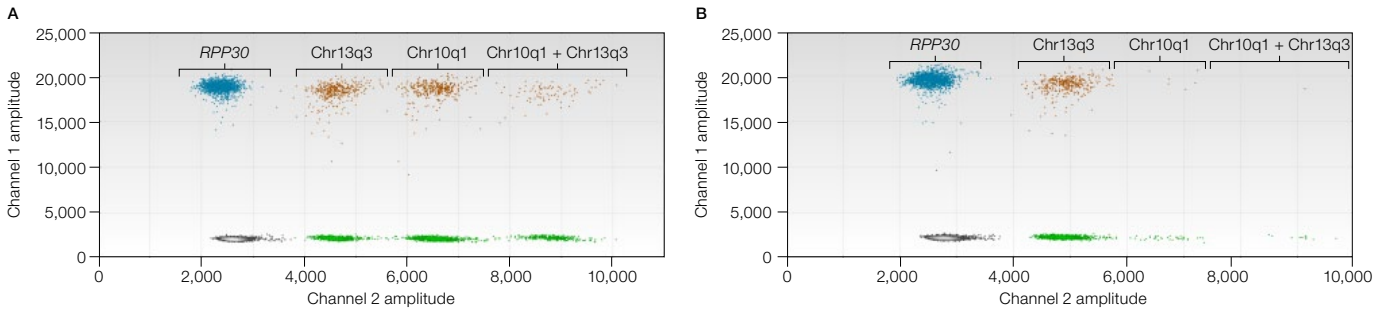 A
25,000
20,000
15,000
10,000
5,000
0
Channel 1 amplitude
RPP30 Chr13q3 Chr10q1 Chr10q1 + Chr13q3
0 2,000 4,000 6,000 8,000 10,000
Channel 2 amplitude
B
25,000
20,000
15,000
10,000
5,000
0
Channel 1 amplitude
RPP30 Chr13q3 Chr10q1 Chr10q1 + Chr13q3
0 2,000 4,000 6,000 8,000 10,000
Channel 2 amplitude